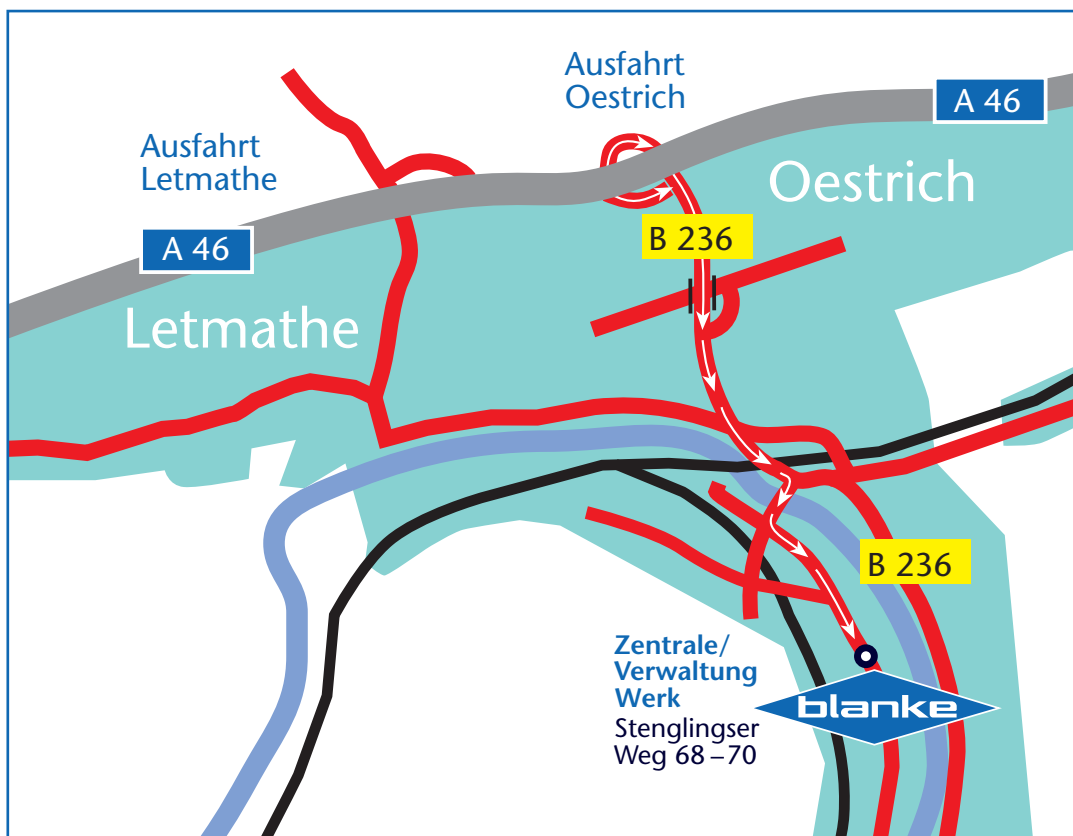 Ausfahrt
Oestrich
A 46
Ausfahrt
Letmathe
Oestrich
A 46
B 236
Letmathe
B 236
Zentrale/
Verwaltung
Werk
Stenglingser
Weg 68–70
blanke